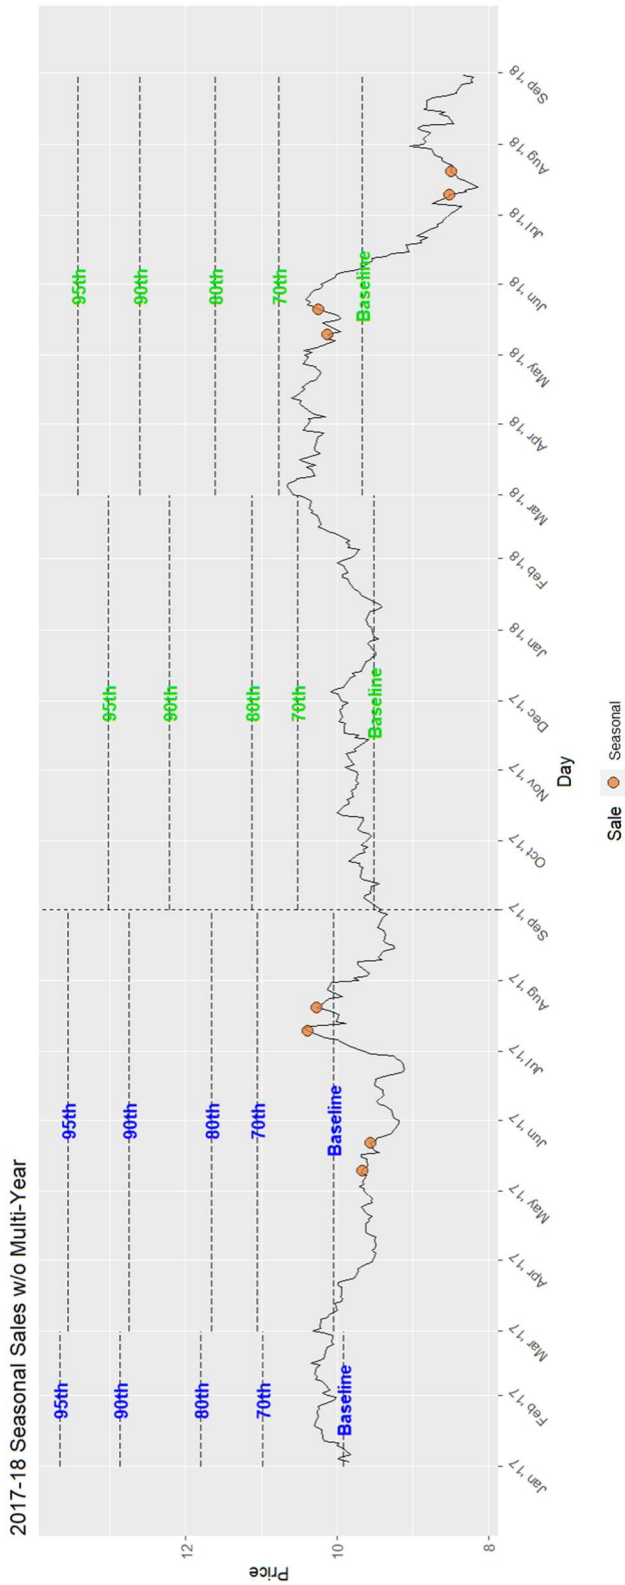 2017-18 Seasonal Sales w/o Multi-Year
95th
95th
95th
95th
90th
90th
90th
90th
80th
80th
80th
80th
70th
70th
70th
70th
Baseline
Baseline
Baseline
Baseline
12
10
8
Price
Jan '17
Feb '17
Mar '17
Apr '17
May '17
Jun '17
Jul '17
Aug '17
Sep '17
Oct '17
Nov '17
Dec '17
Jan '18
Feb '18
Mar '18
Apr '18
May '18
Jun '18
Jul '18
Aug '18
Sep '18
Day
Sale Seasonal